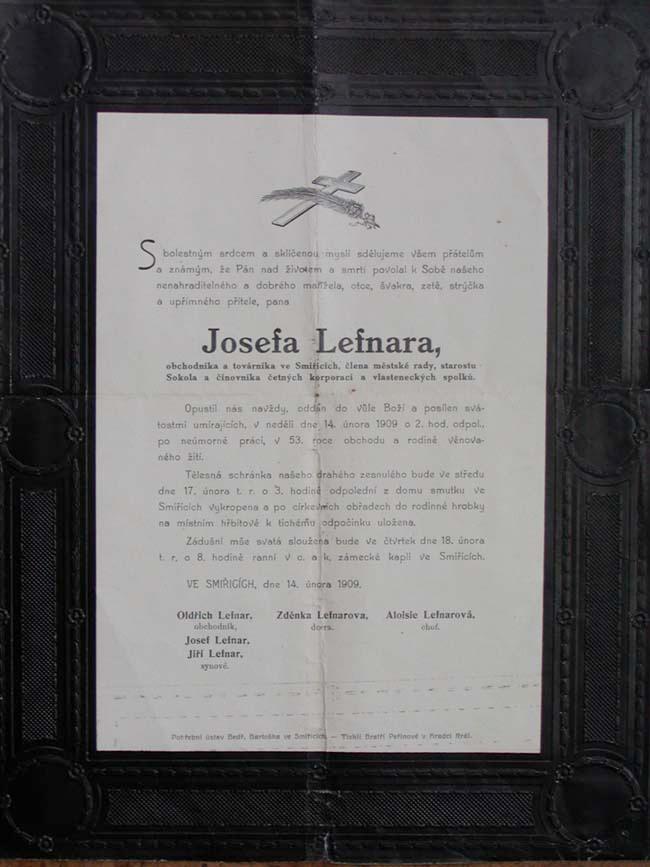 S bolestným srdcem a sklíčenou myslí sdělujeme všem přátelům
a známým, že Pán nad životem a smrtí povolal k Sobě našeho
nenahraditelného a dobrého manžela, otce, švakra, zetě, strýčka
a upřímného přítele, pana
Josefa Lefnara,
obchodníka a továrníka ve Smiřicích, člena městské rady, starostu
Sokola a činovníka četných korporací a vlasteneckých spolků.
Opustil nás navždy, oddán do vůle Boží a posilen svá-
tostmi umírajících, v neděli dne 14. února 1909 o 2. hod. odpol.,
po neúmorné práci, v 53. roce obchodu a rodině věnova-
ného žití.
Tělesná schránka našeho drahého zesnulého bude ve středu
dne 17. února t. r. o 3. hodině odpolední z domu smutku ve
Smiřicích vykropena a po církevních obřadech do rodinné hrobky
na místním hřbitově k tichému odpočinku uložena.
Zádušní mše svatá sloužena bude ve čtvrtek dne 18. února
t. r. o 8. hodině ranní v c. a k. zámecké kapli ve Smiřicích.
VE SMIŘICÍCH, dne 14. února 1909.
Oldřich Lefnar, Zděnka Lefnarova, Aloisie Lefnarová,
obchodník, dcera. choť.
Josef Lefnar,
Jiří Lefnar,
synové.
Pohřební ústav Bedř. Bartoška ve Smiřicích. — Tiskli Bratři Peřinové v Hradci Král.